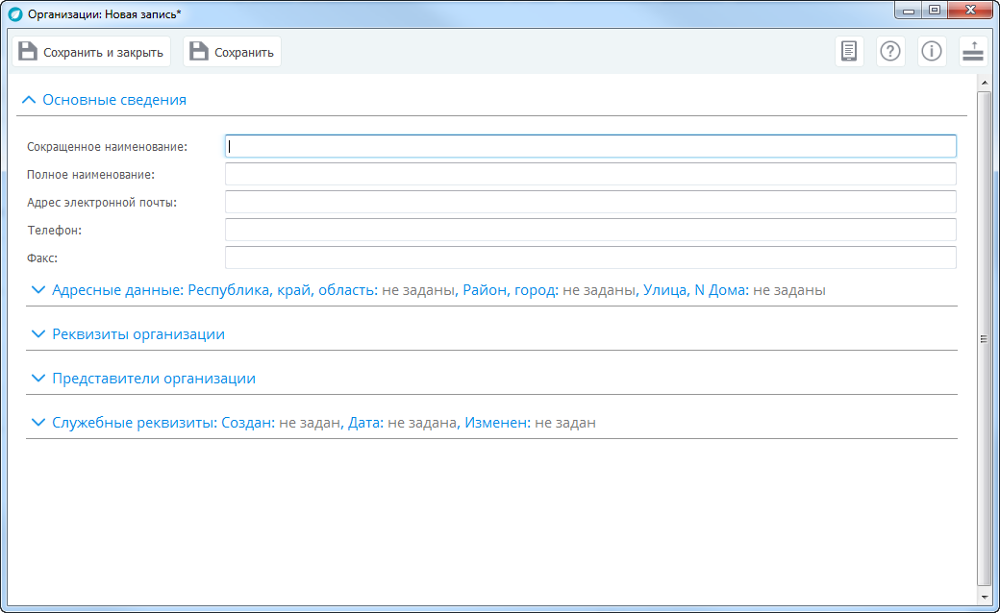 Организации: Новая запись*
Сохранить и закрыть
Сохранить
Основные сведения
Сокращенное наименование:
Полное наименование:
Адрес электронной почты:
Телефон:
Факс:
Адресные данные: Республика, край, область: не заданы, Район, город: не заданы, Улица, N Дома: не заданы
Реквизиты организации
Представители организации
Служебные реквизиты: Создан: не задан, Дата: не задана, Изменен: не задан